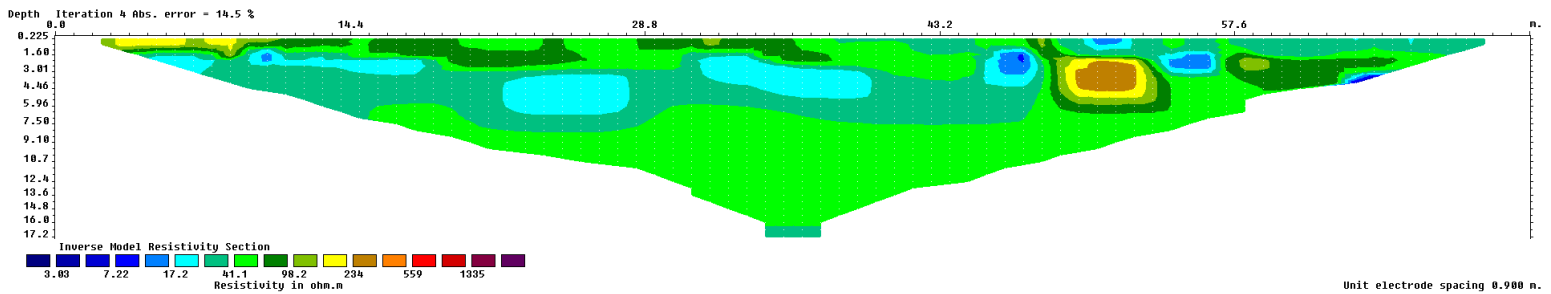 Depth Iteration 4 Abs. error = 14.5 %
0.0 14.4 28.8 43.2 57.6 m.
0.225
1.60
3.01
4.46
5.96
7.50
9.10
10.7
12.4
13.6
14.8
16.0
17.2
Inverse Model Resistivity Section
3.03 7.22 17.2 41.1 98.2 234 559 1335
Resistivity in ohm.m
Unit electrode spacing 0.900 m.